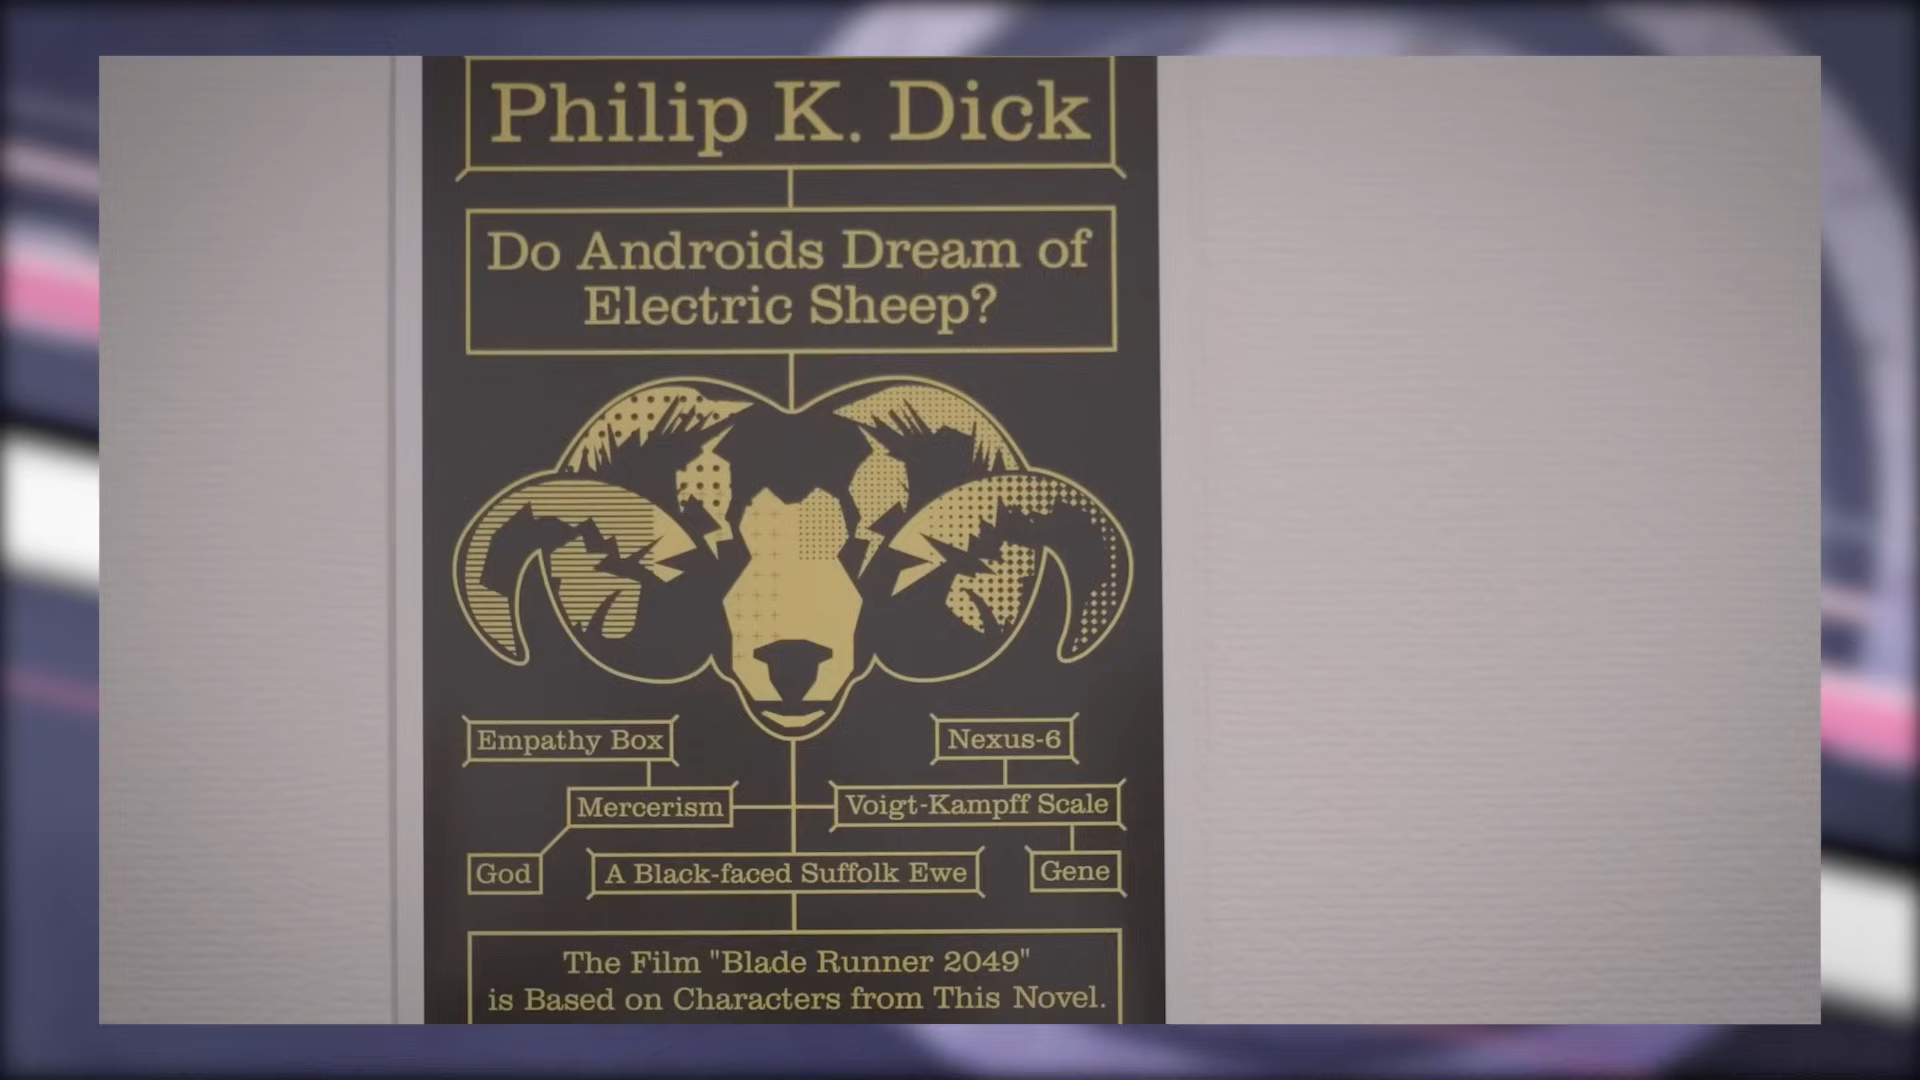 Philip K. Dick
Do Androids Dream of
Electric Sheep?
Empathy Box
Nexus-6
Mercerism
Voigt-Kampff Scale
God
A Black-faced Suffolk Ewe
Gene
The Film "Blade Runner 2049"
is Based on Characters from This Novel.